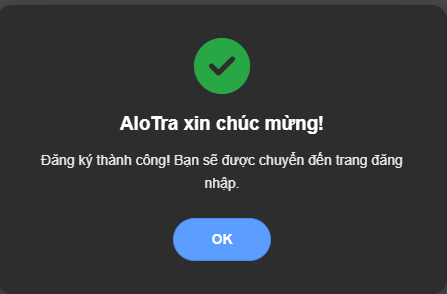 AloTra xin chúc mừng!
Đăng ký thành công! Bạn sẽ được chuyển đến trang đăng
nhập.
OK